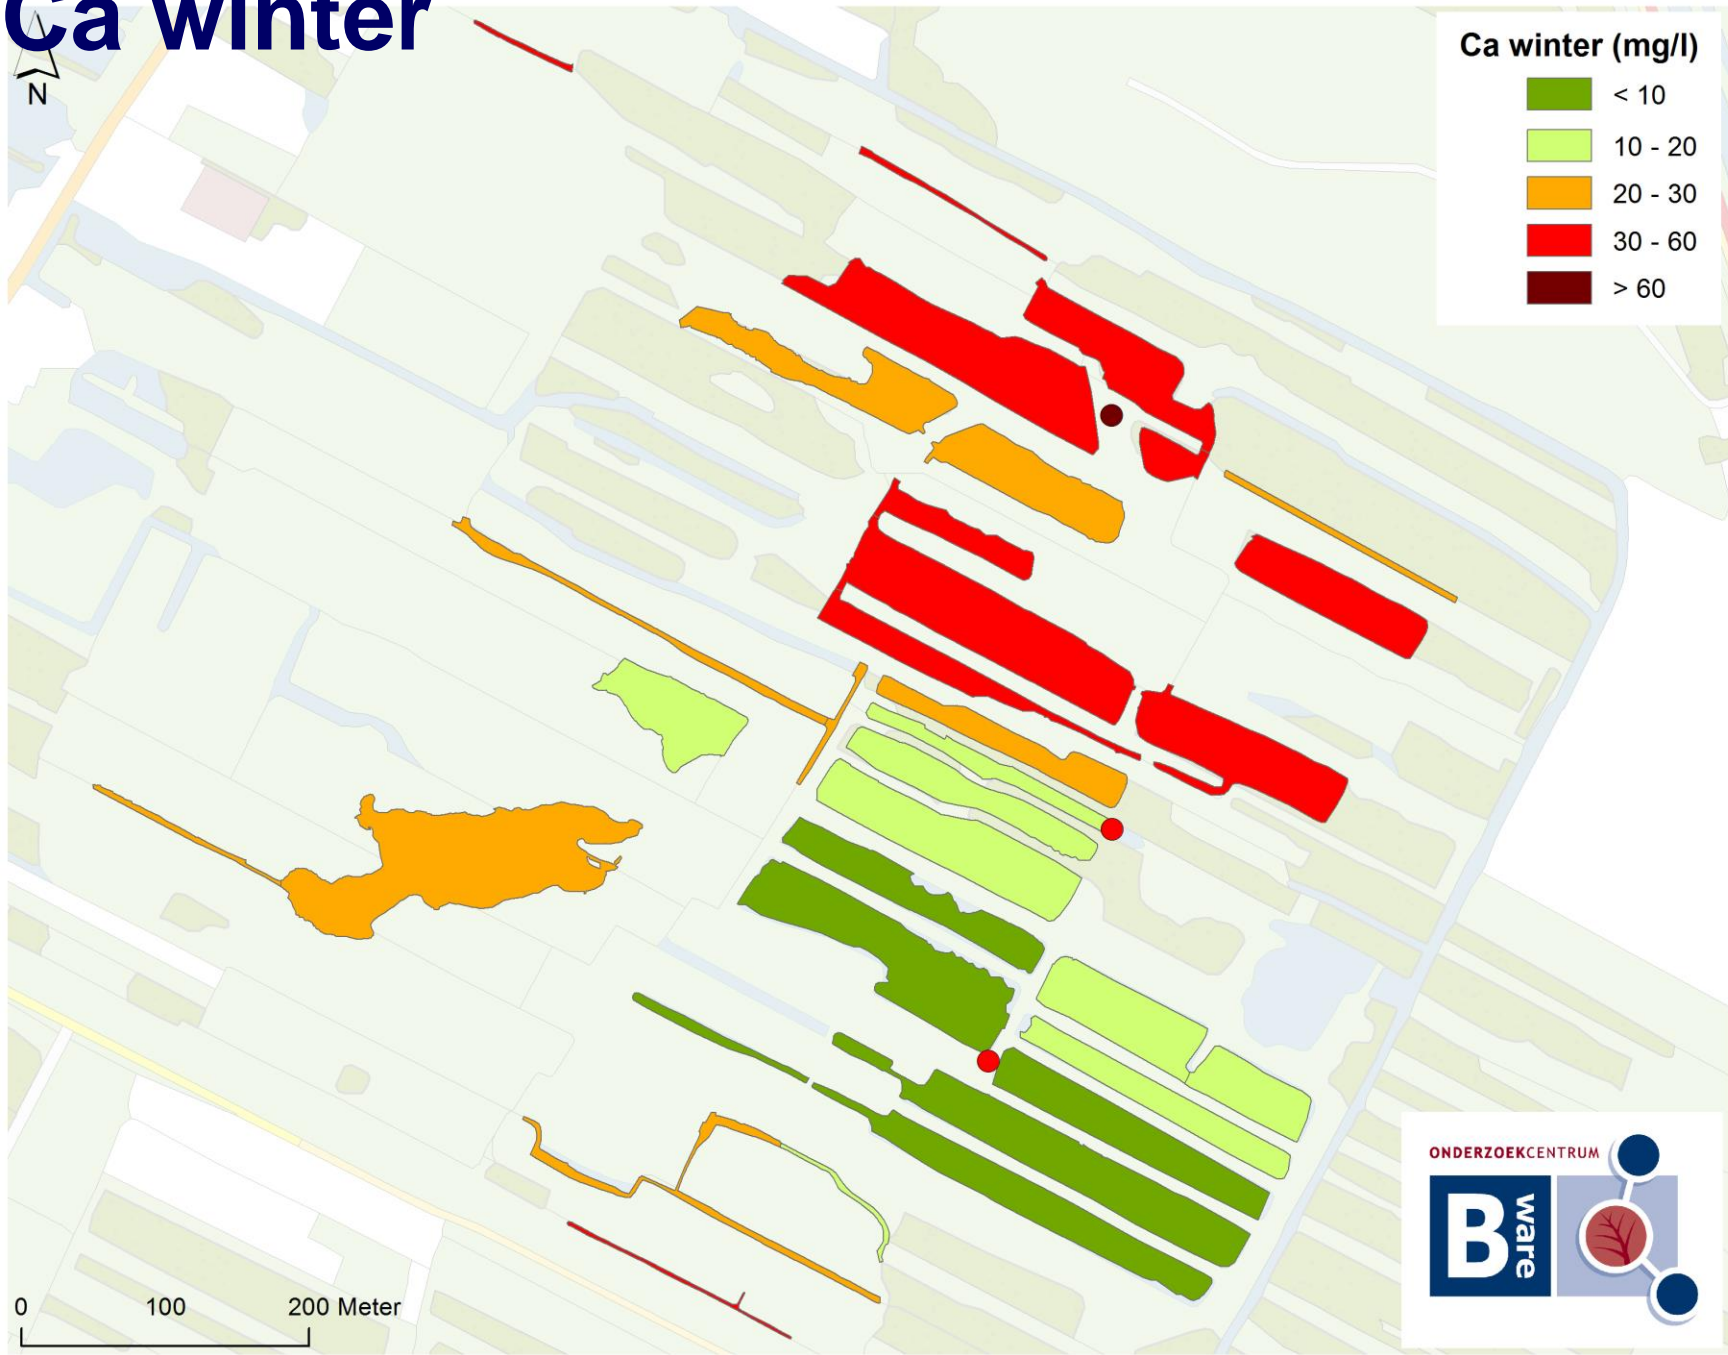 Ca winter
N
Ca winter (mg/l)
< 10
10 - 20
20 - 30
30 - 60
> 60
0 100 200 Meter
ONDERZOEKCENTRUM
B ware